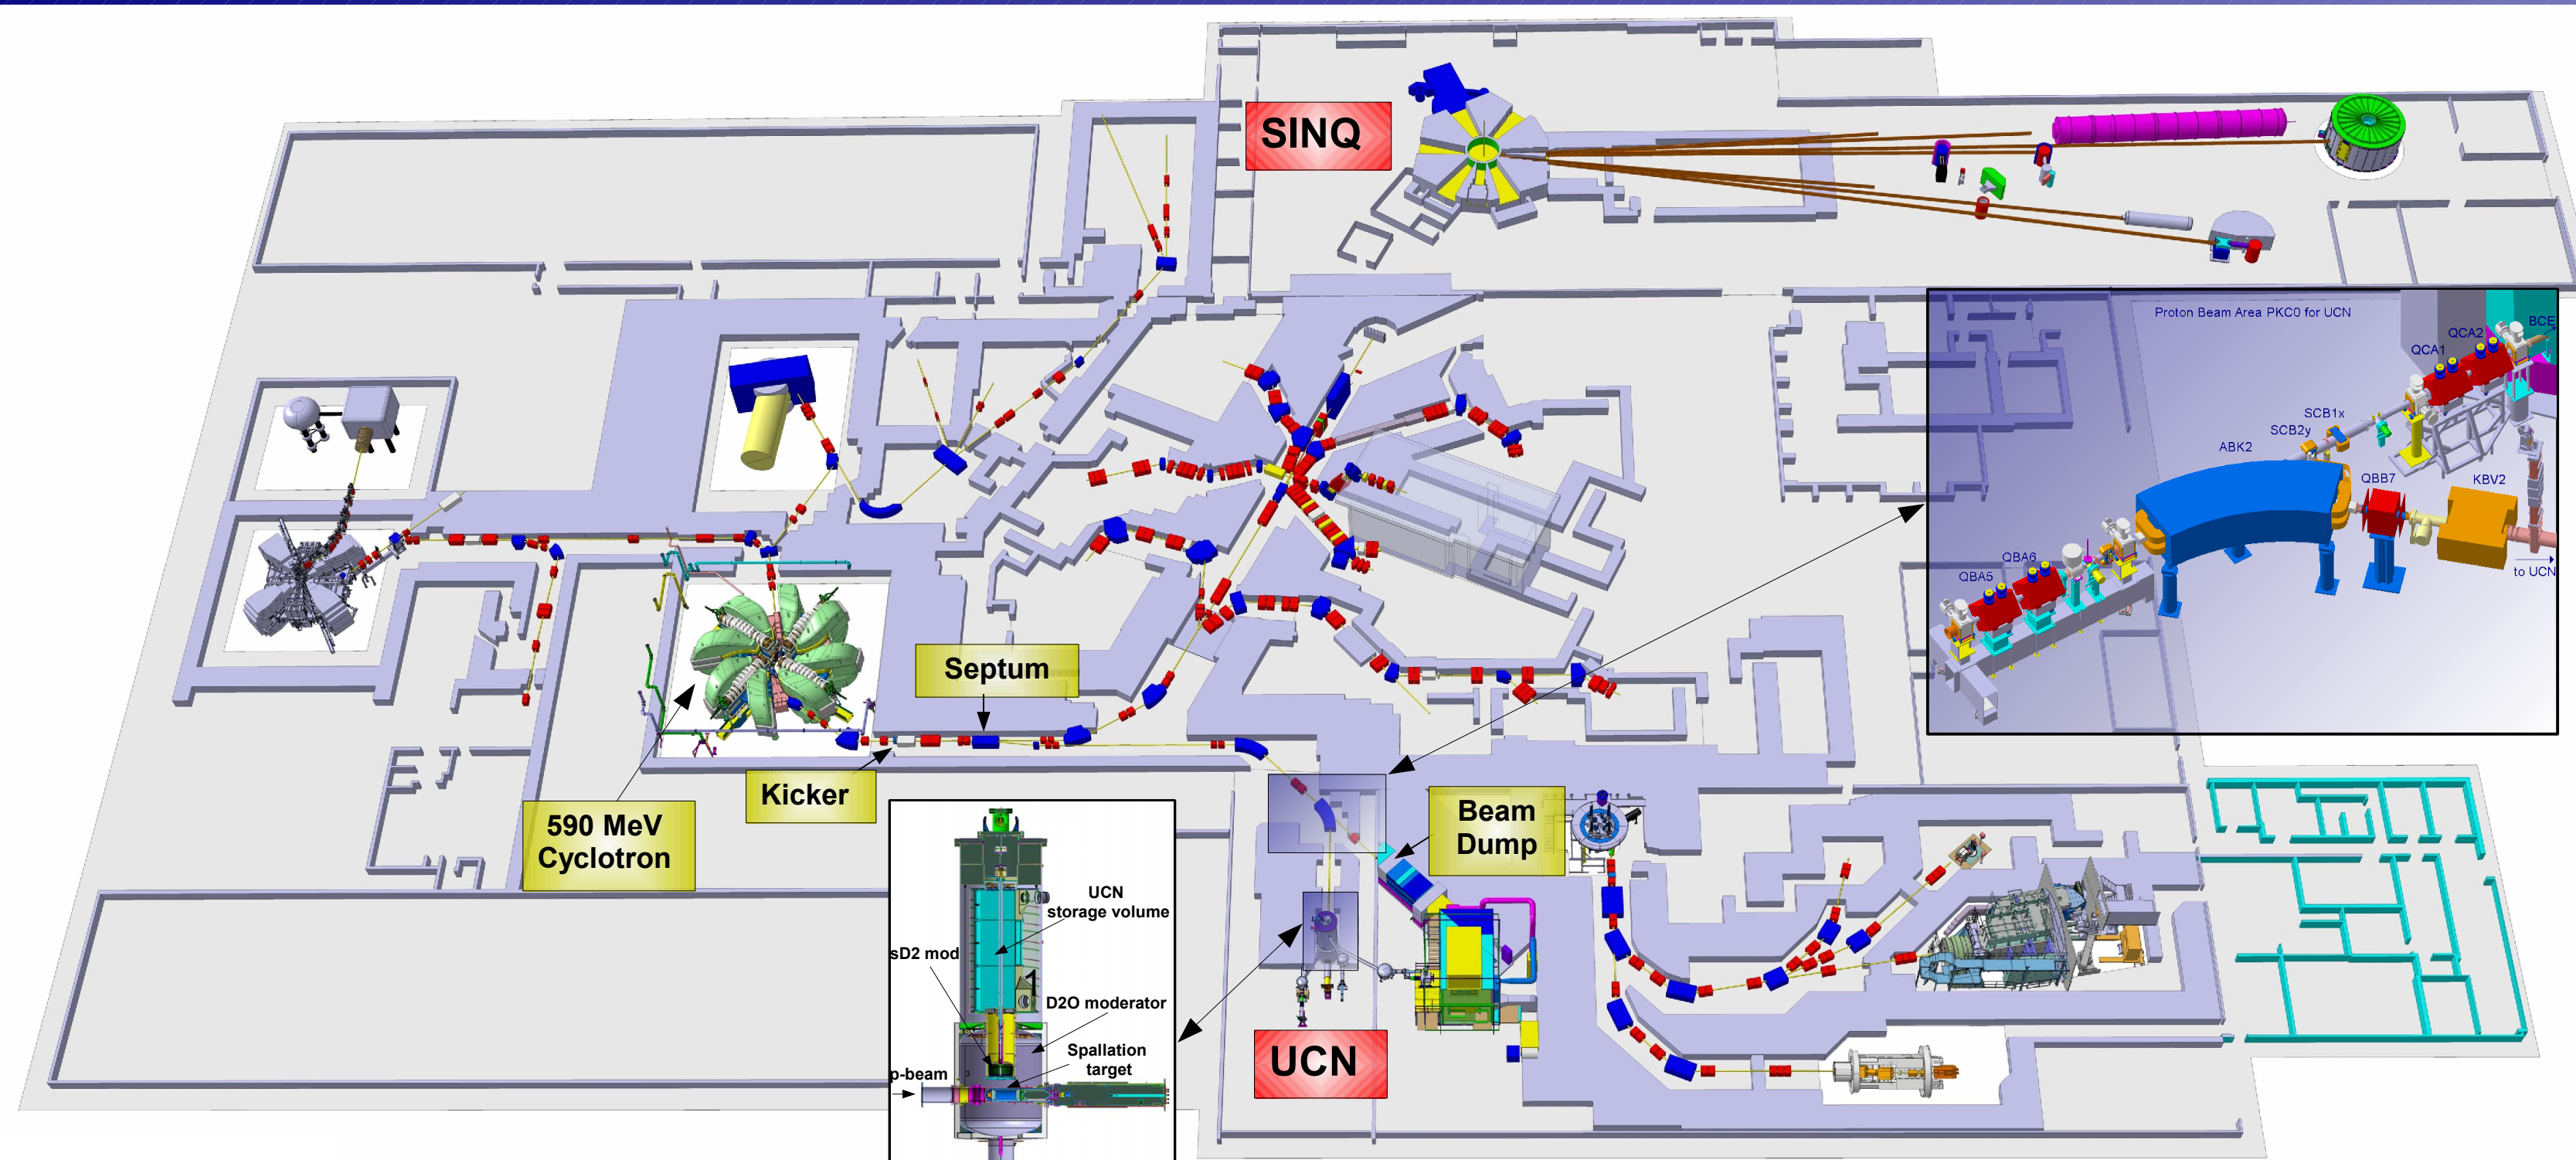 SINQ
Proton Beam Area PKC0 for UCN
BCE
QCA2
QCA1
SCB1x
SCB2y
ABK2
QBB7
KBV2
QBA6
QBA5
to UCN
Septum
Kicker
590 MeV
Cyclotron
Beam
Dump
UCN
storage volume
sD2 mod
1
D2O moderator
Spallation
target
p-beam
UCN